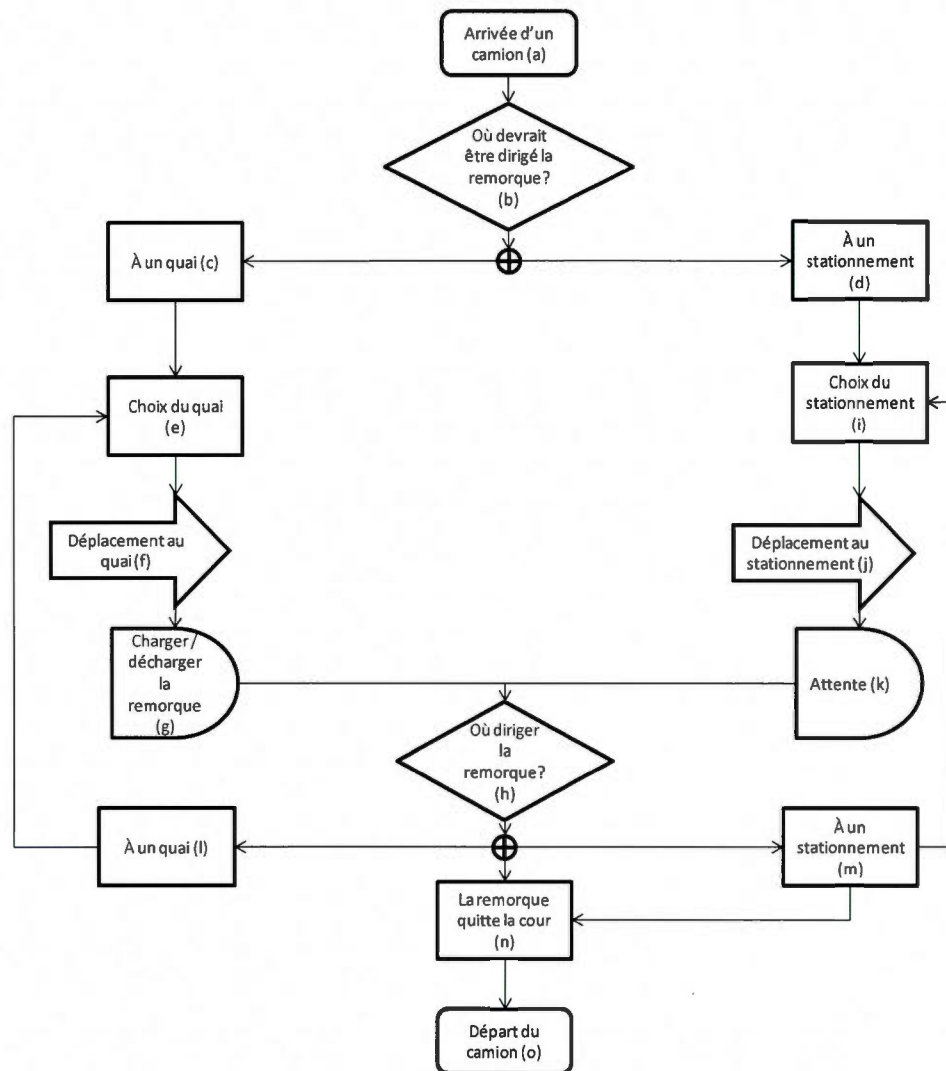 Arrivée d'un
camion (a)
Où devrait
être dirigé la
remorque?
(b)
À un quai (c)
À un
stationnement
(d)
Choix du quai
(e)
Choix du
stationnement
(i)
Déplacement au
quai (f)
Déplacement au
stationnement (j)
Charger/
décharger
la
remorque
(g)
Attente (k)
Où diriger
la
remorque?
(h)
À un quai (l)
À un
stationnement
(m)
La remorque
quitte la cour
(n)
Départ du
camion (o)